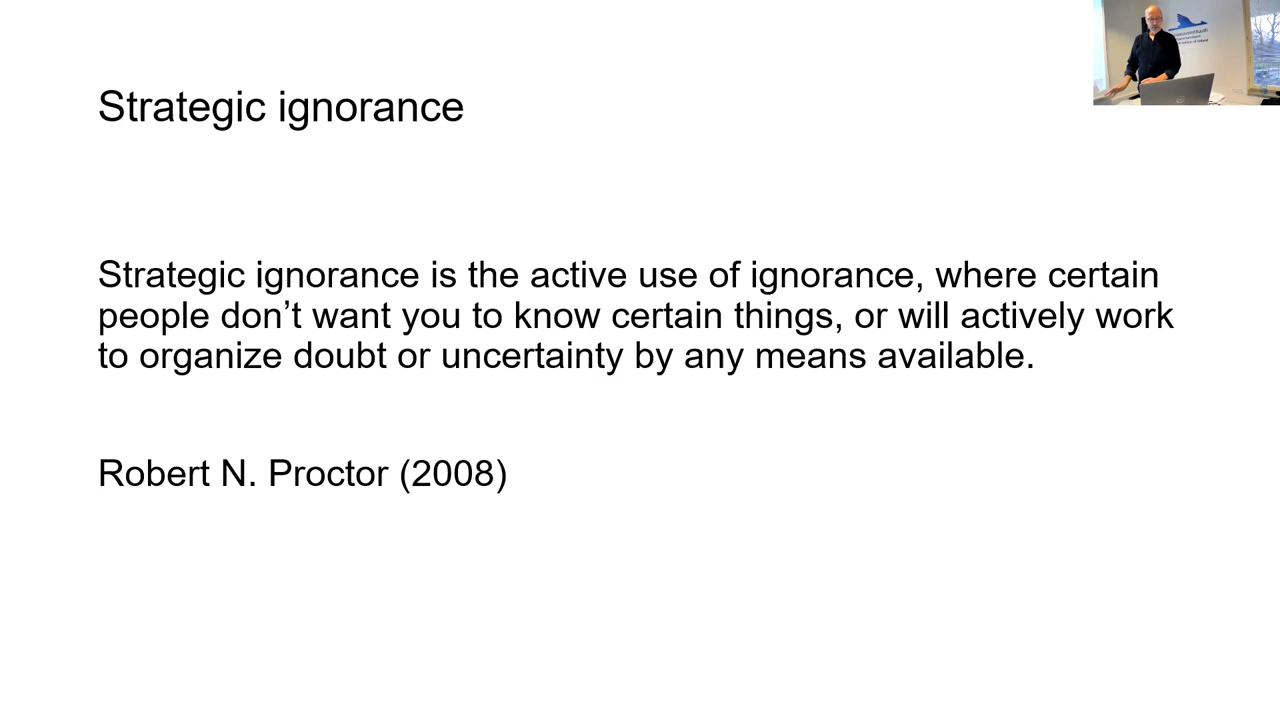 Strategic ignorance
Strategic ignorance is the active use of ignorance, where certain
people don’t want you to know certain things, or will actively work
to organize doubt or uncertainty by any means available.
Robert N. Proctor (2008)